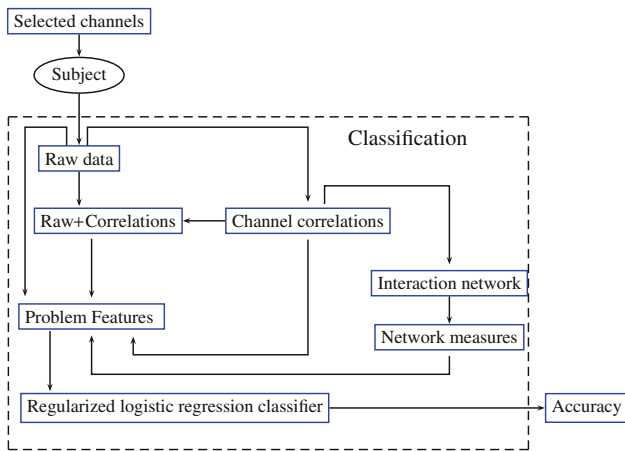 Selected channels
Subject
Classification
Raw data
Raw+Correlations
Channel correlations
Interaction network
Problem Features
Network measures
Regularized logistic regression classifier
Accuracy